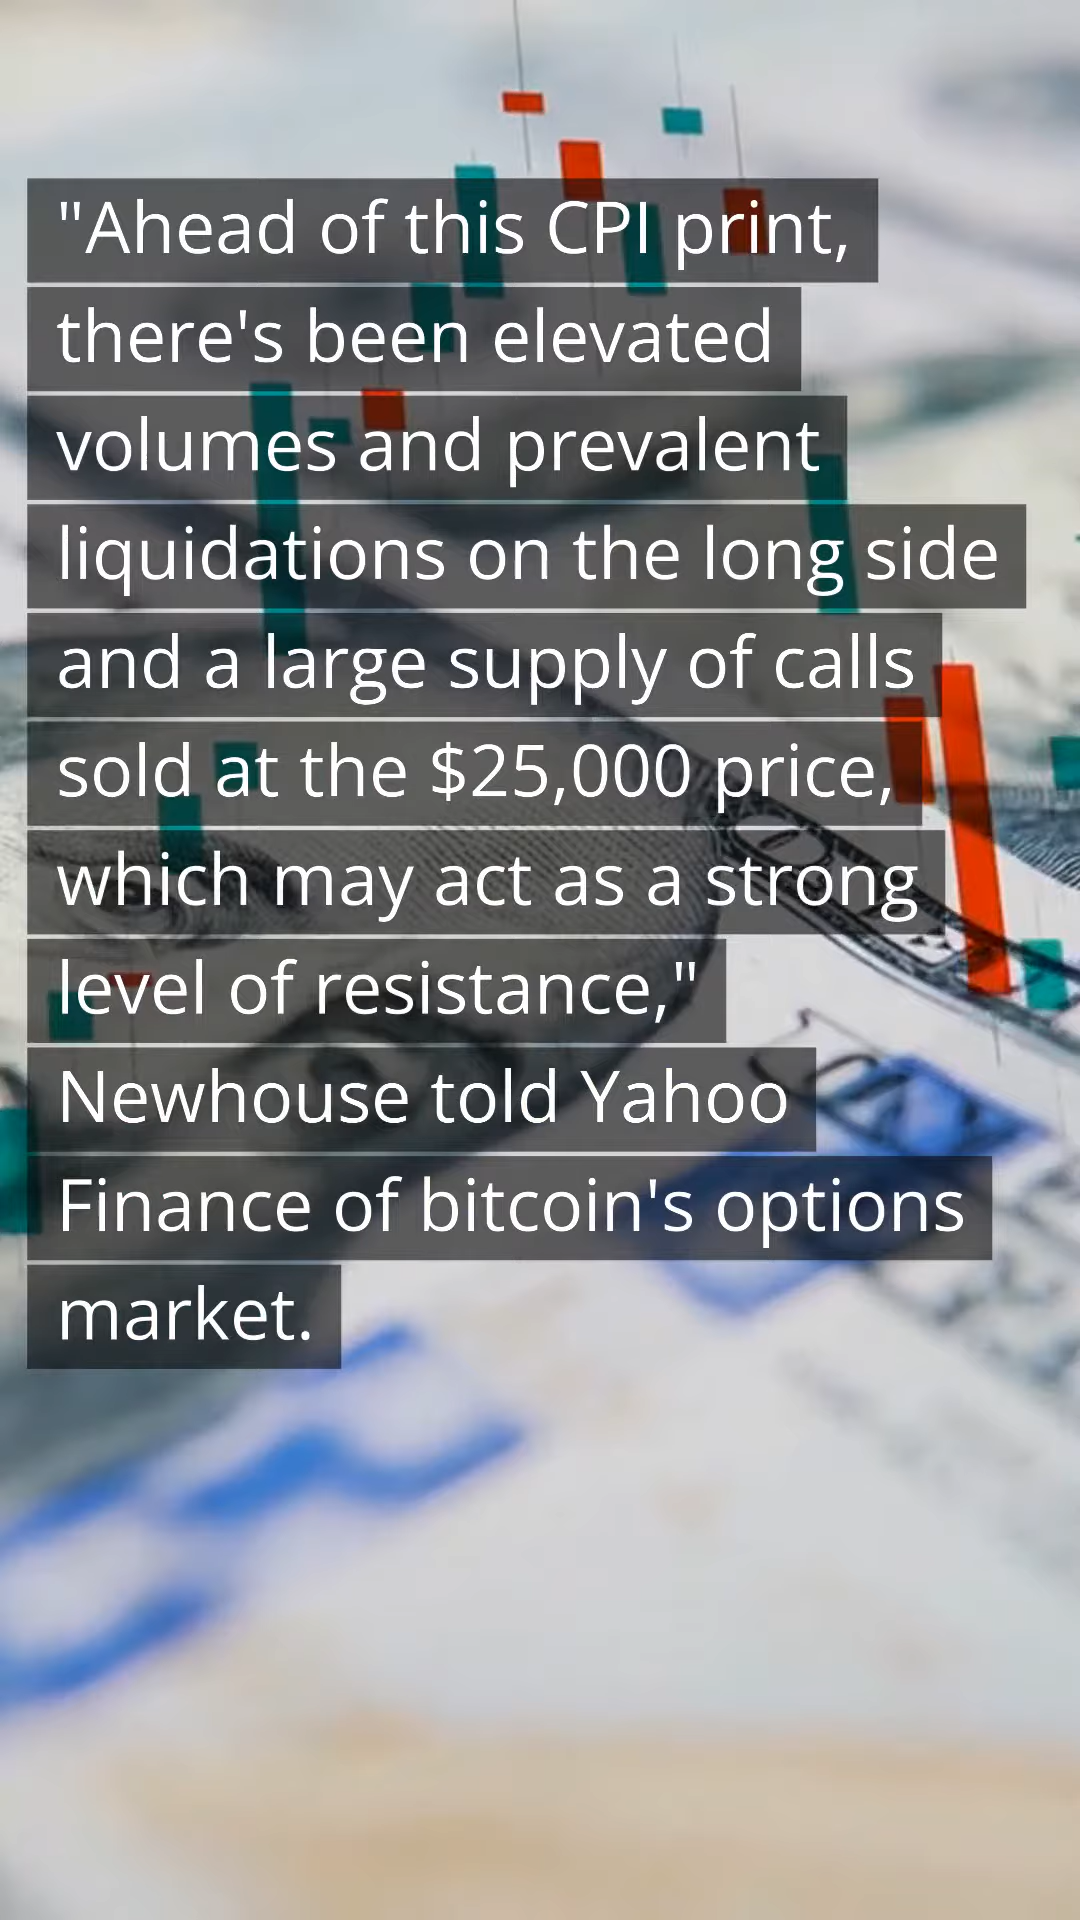 "Ahead of this CPI print,
there's been elevated
volumes and prevalent
liquidations on the long side
and a large supply of calls
sold at the $25,000 price,
which may act as a strong
level of resistance,"
Newhouse told Yahoo
Finance of bitcoin's options
market.